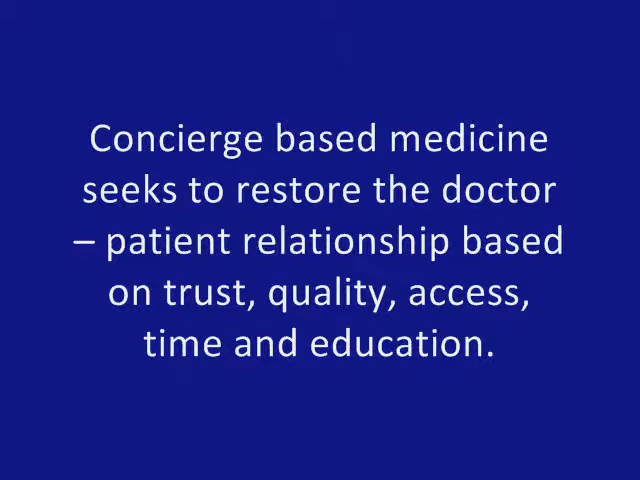 Concierge based medicine
seeks to restore the doctor
– patient relationship based
on trust, quality, access,
time and education.